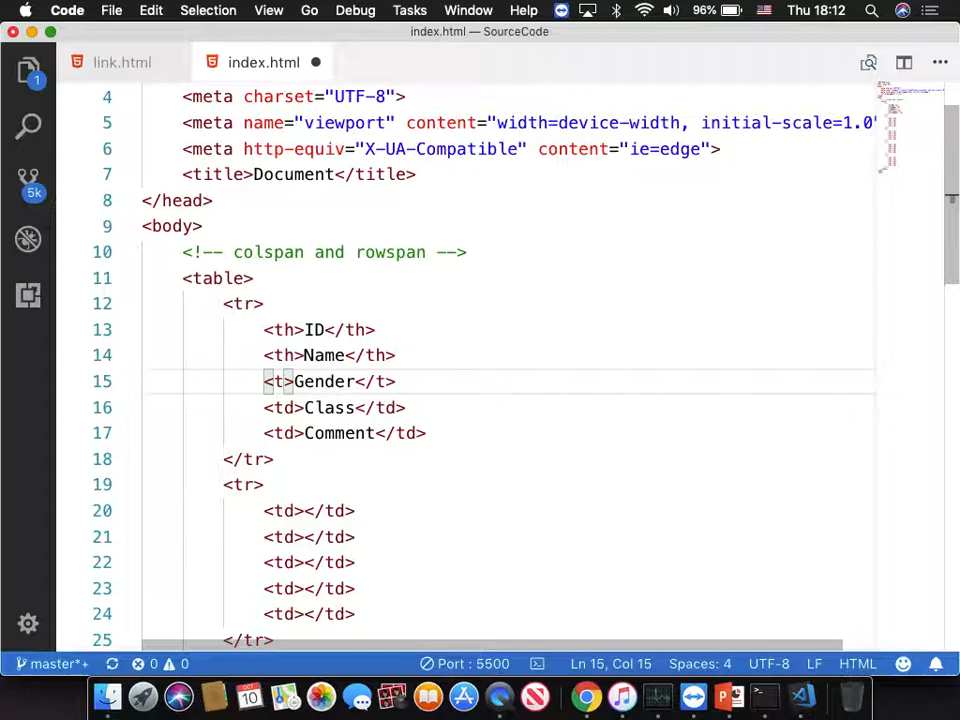 Code File Edit Selection View Go Debug Tasks Window Help 96% Thu 18:12
index.html — SourceCode
1
link.html
index.html
4 <meta charset="UTF-8">
5 <meta name="viewport" content="width=device-width, initial-scale=1.0"
6 <meta http-equiv="X-UA-Compatible" content="ie=edge">
7 <title>Document</title>
5k
8 </head>
9 <body>
10 <!-- colspan and rowspan -->
11 <table>
12 <tr>
13 <th>ID</th>
14 <th>Name</th>
15 <t>Gender</t>
16 <td>Class</td>
17 <td>Comment</td>
18 </tr>
19 <tr>
20 <td></td>
21 <td></td>
22 <td></td>
23 <td></td>
24 <td></td>
25 </tr>
master*+ 0 0 Port : 5500 Ln 15, Col 15 Spaces: 4 UTF-8 LF HTML
10